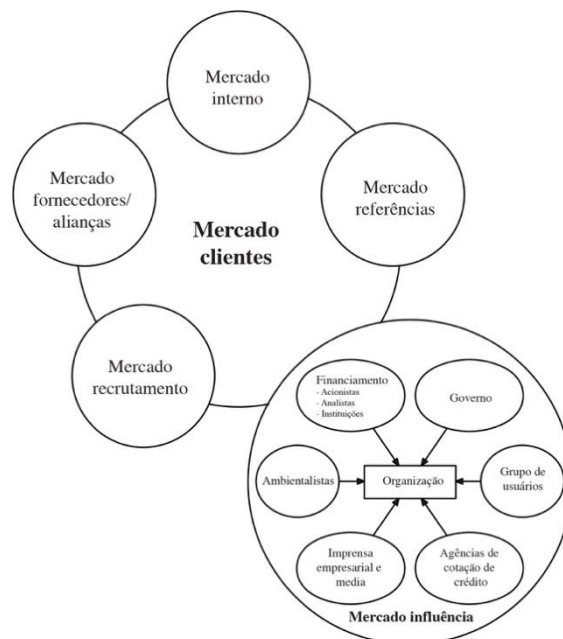 Mercado
interno
Mercado
fornecedores/
alianças
Mercado
referências
Mercado
clientes
Mercado
recrutamento
Financiamento
- Acionistas
- Analistas
- Instituições
Governo
Ambientalistas
Organização
Grupo de
usuários
Imprensa
empresarial e
media
Agências de
cotação de
crédito
Mercado influência